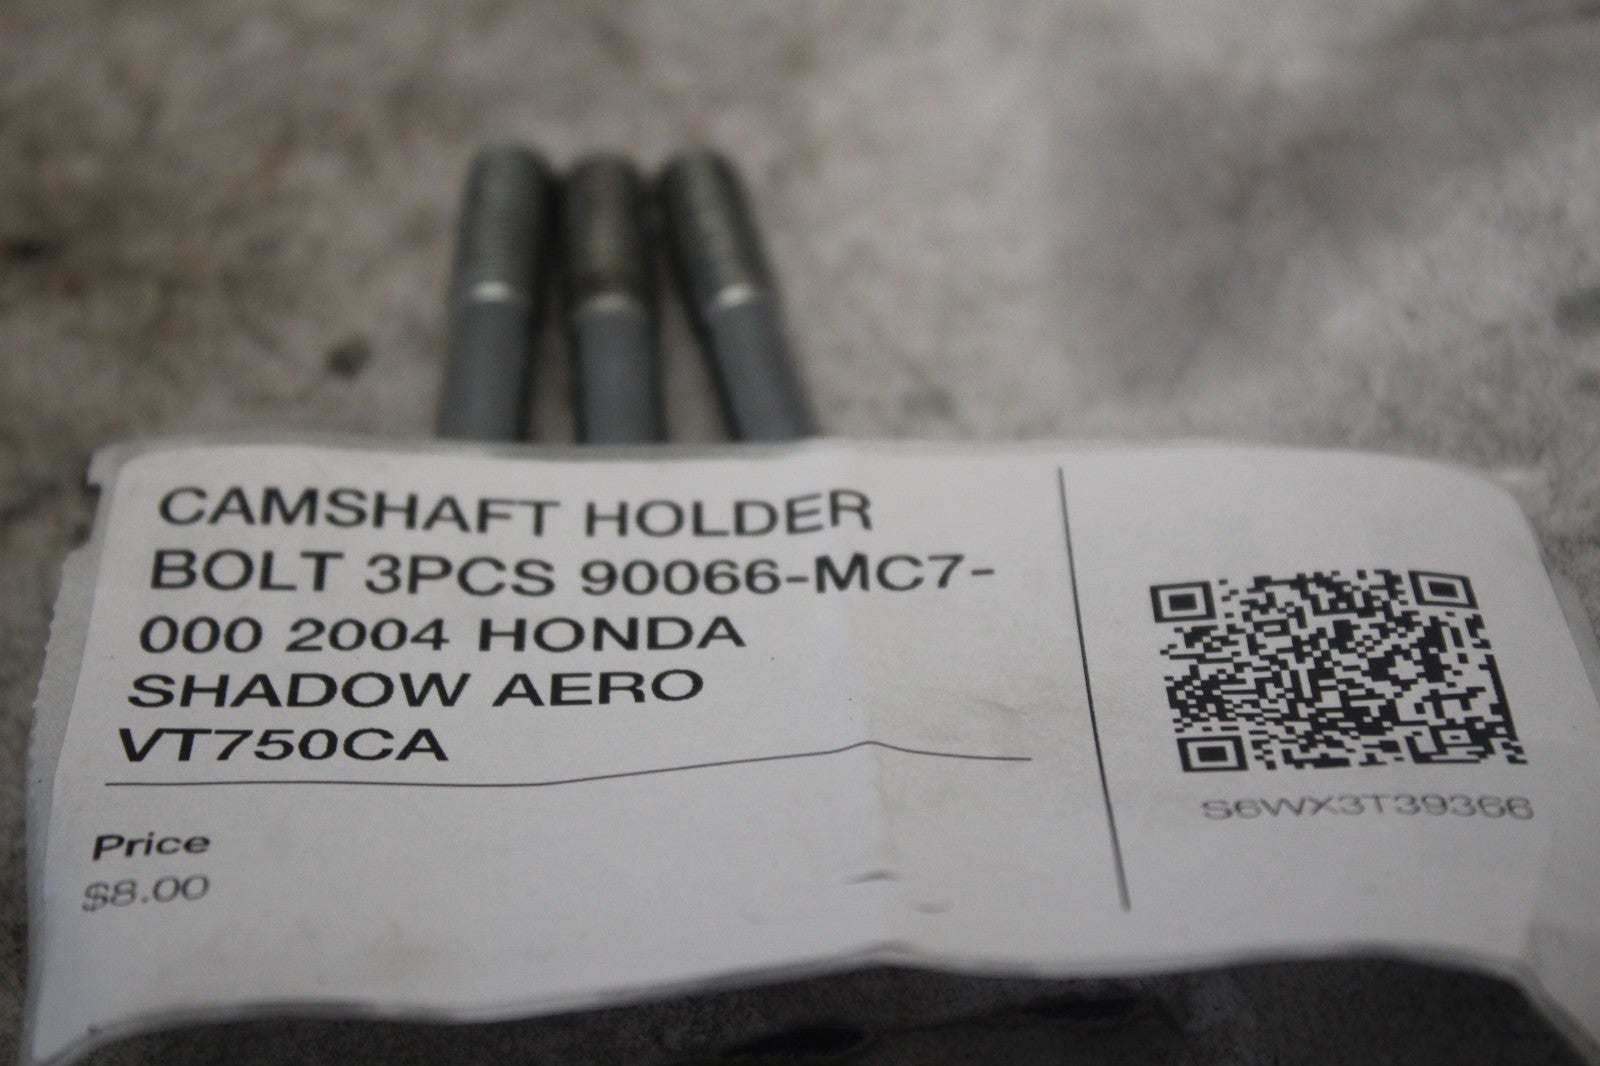 CAMSHAFT HOLDER
BOLT 3PCS 90066-MC7-
000 2004 HONDA
SHADOW AERO
VT750CA
Price
$8.00
S6WX3T39366